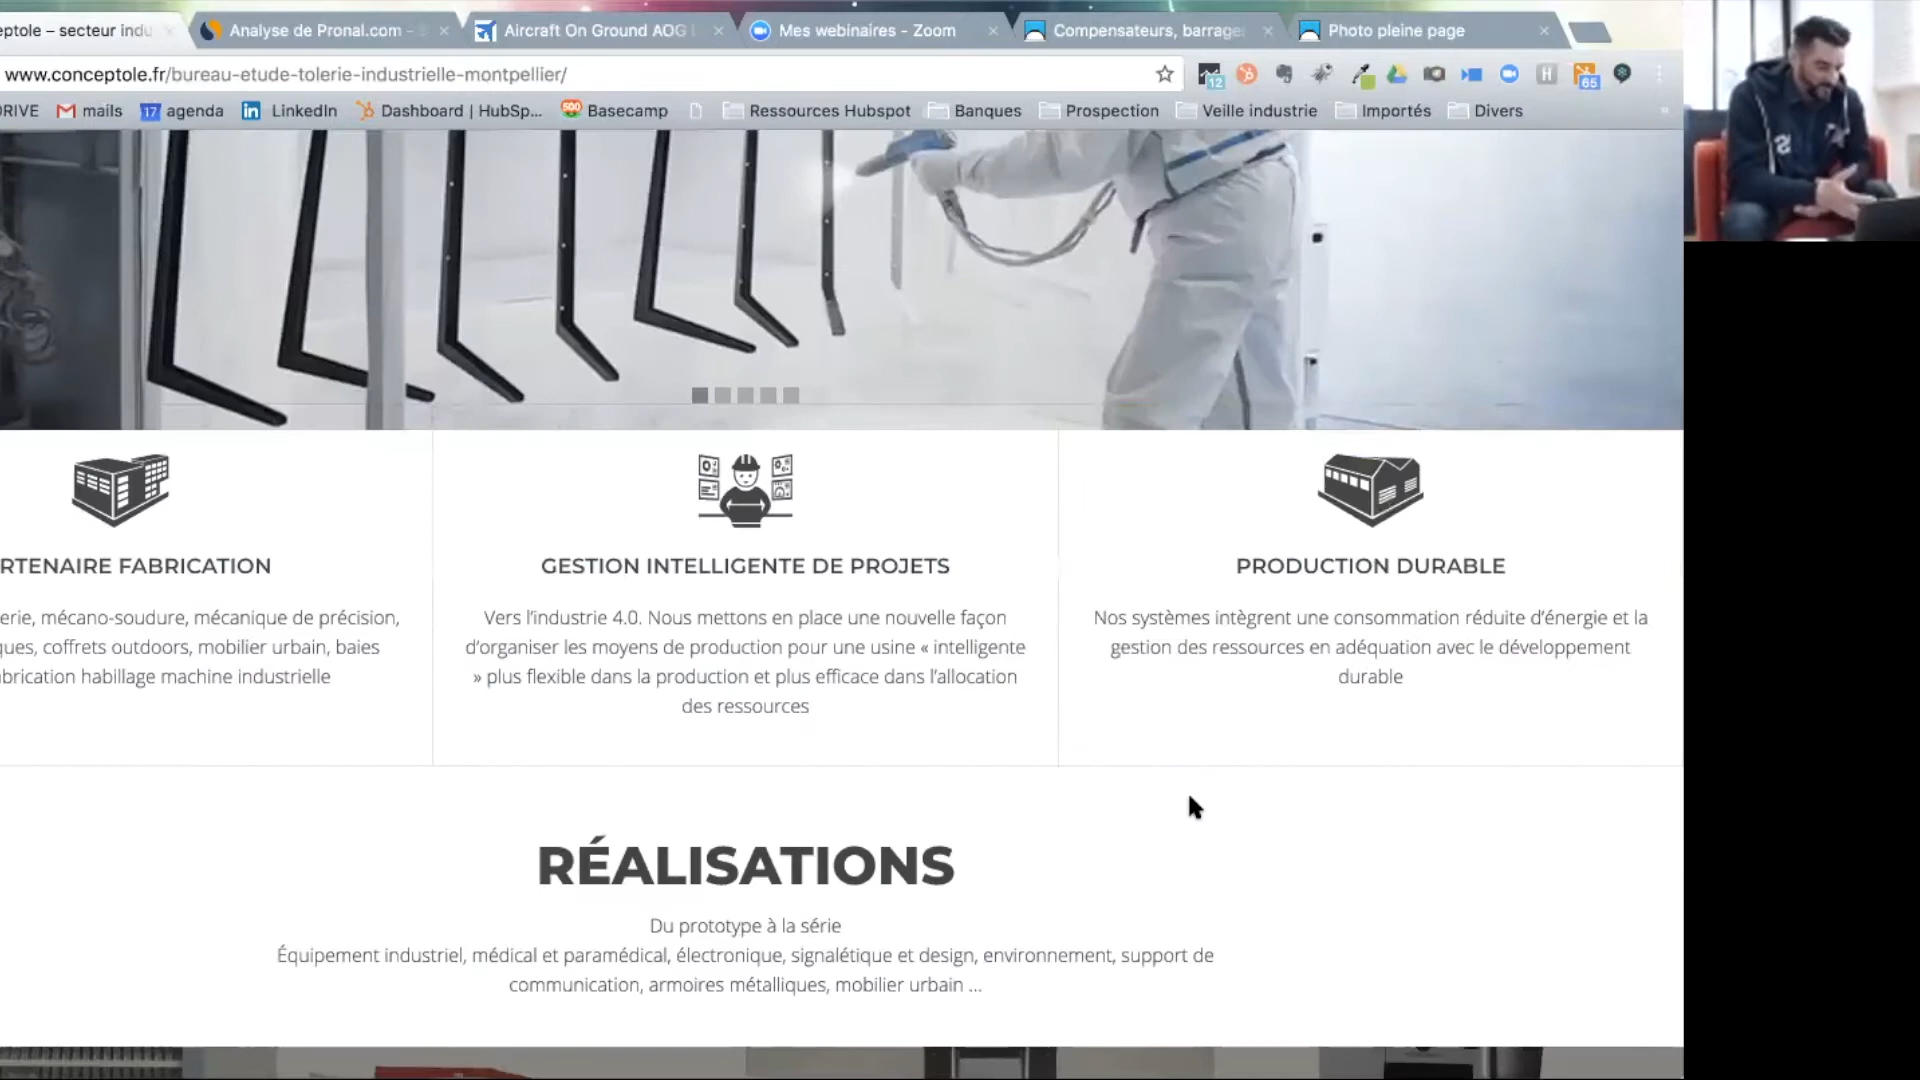 ptole – secteur indu
Analyse de Pronal.com -
Aircraft On Ground AOG
Mes webinaires - Zoom
Compensateurs, barrage
Photo pleine page
www.conceptole.fr/bureau-etude-tolerie-industrielle-montpellier/
12
65
DRIVE
mails
17 agenda
LinkedIn
Dashboard | HubSp...
500 Basecamp
Ressources Hubspot
Banques
Prospection
Veille industrie
Importés
Divers
»
RTENAIRE FABRICATION
erie, mécano-soudure, mécanique de précision,
ques, coffrets outdoors, mobilier urbain, baies
brication habillage machine industrielle
GESTION INTELLIGENTE DE PROJETS
Vers l’industrie 4.0. Nous mettons en place une nouvelle façon
d’organiser les moyens de production pour une usine « intelligente
» plus flexible dans la production et plus efficace dans l’allocation
des ressources
PRODUCTION DURABLE
Nos systèmes intègrent une consommation réduite d’énergie et la
gestion des ressources en adéquation avec le développement
durable
RÉALISATIONS
Du prototype à la série
Équipement industriel, médical et paramédical, électronique, signalétique et design, environnement, support de
communication, armoires métalliques, mobilier urbain ...